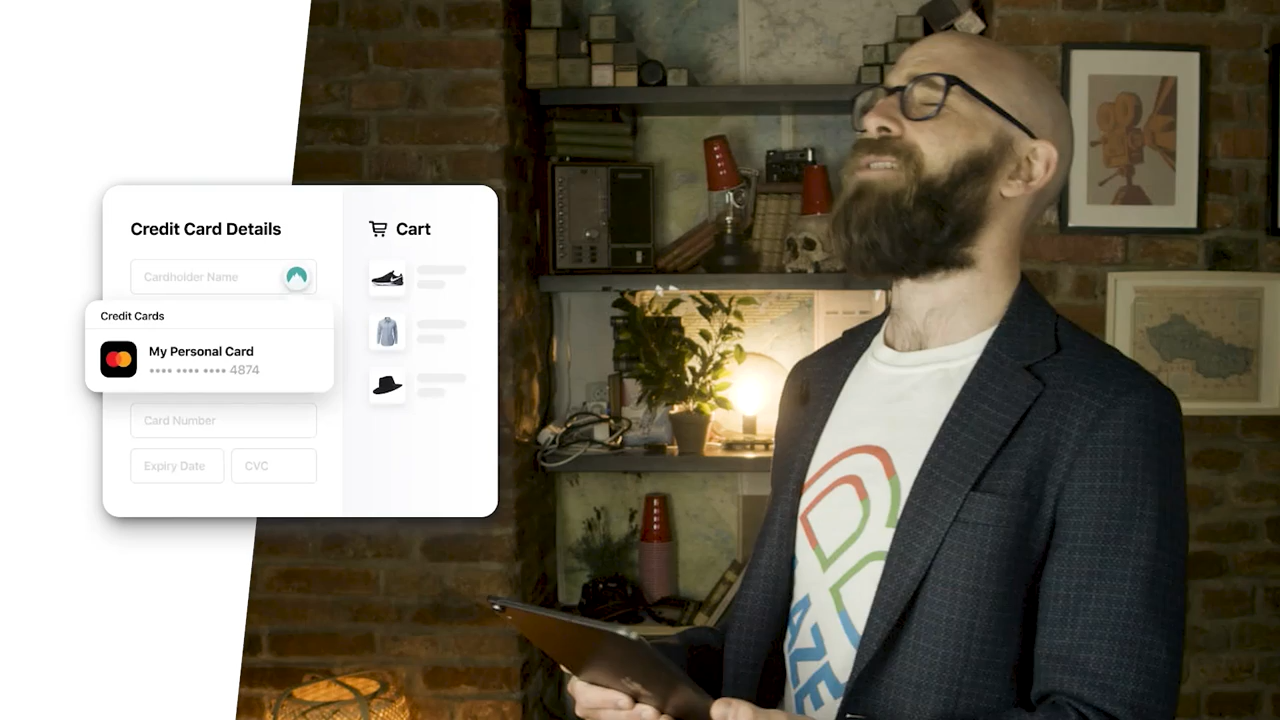 Credit Card Details
Cardholder Name
Credit Cards
My Personal Card
•••• •••• •••• 4874
Card Number
Expiry Date
CVC
Cart
AZE